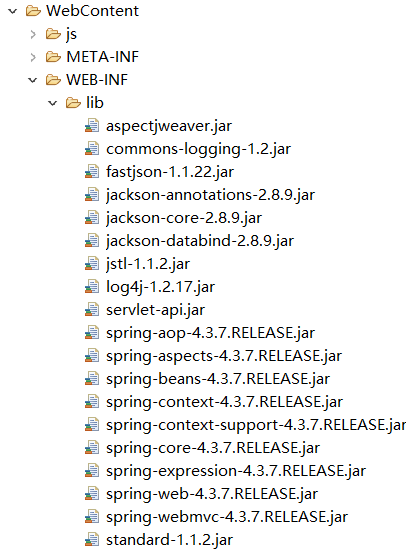 WebContent
js
META-INF
WEB-INF
lib
aspectjweaver.jar
commons-logging-1.2.jar
fastjson-1.1.22.jar
jackson-annotations-2.8.9.jar
jackson-core-2.8.9.jar
jackson-databind-2.8.9.jar
jstl-1.1.2.jar
log4j-1.2.17.jar
servlet-api.jar
spring-aop-4.3.7.RELEASE.jar
spring-aspects-4.3.7.RELEASE.jar
spring-beans-4.3.7.RELEASE.jar
spring-context-4.3.7.RELEASE.jar
spring-context-support-4.3.7.RELEASE.jar
spring-core-4.3.7.RELEASE.jar
spring-expression-4.3.7.RELEASE.jar
spring-web-4.3.7.RELEASE.jar
spring-webmvc-4.3.7.RELEASE.jar
standard-1.1.2.jar